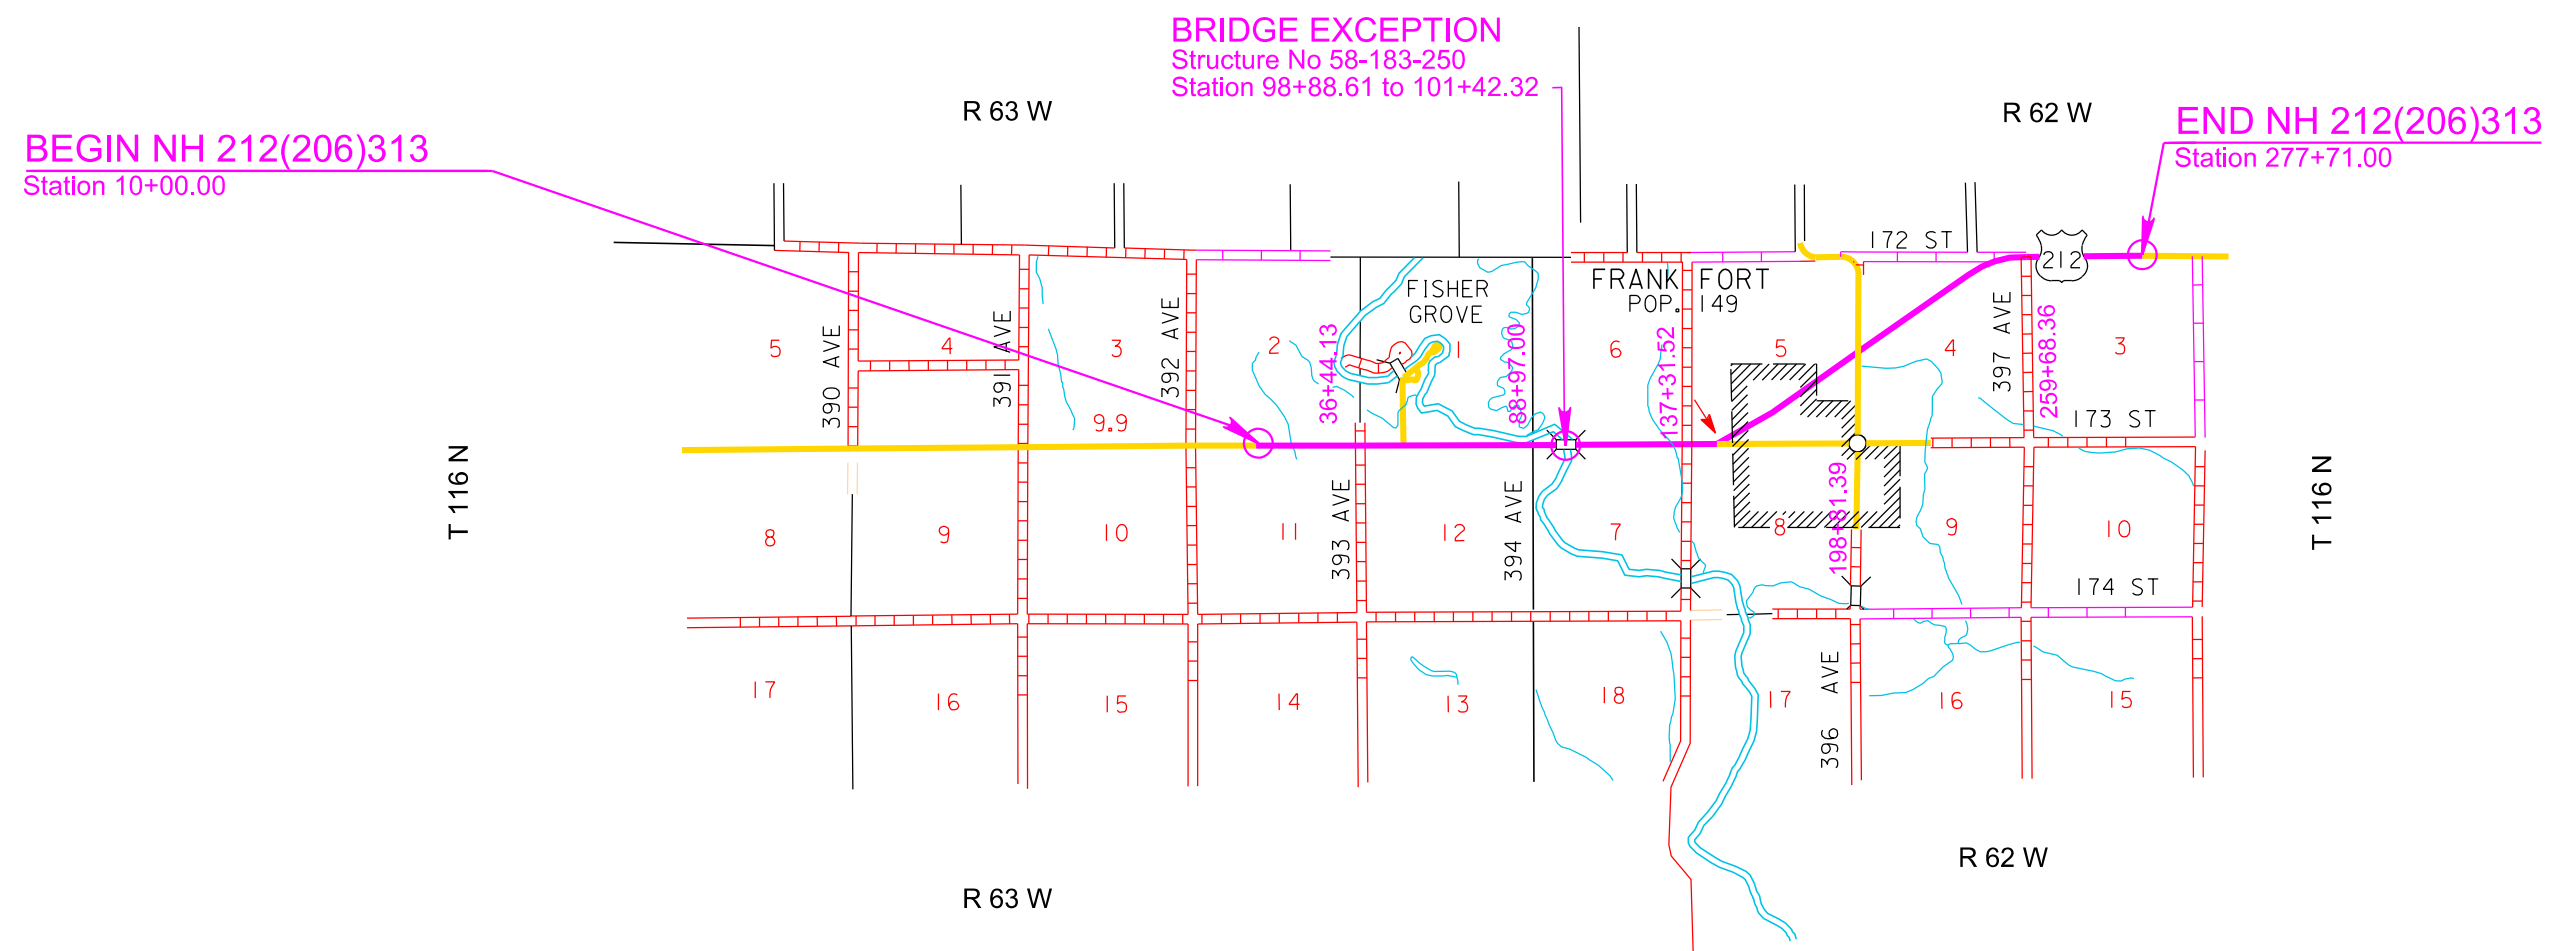 BRIDGE EXCEPTION
Structure No 58-183-250
Station 98+88.61 to 101+42.32
R 63 W
R 62 W
BEGIN NH 212(206)313
Station 10+00.00
END NH 212(206)313
Station 277+71.00
172 ST
212
FRANK FORT
POP. 149
FISHER
GROVE
390 AVE
391 AVE
392 AVE
36+44.13
88+97.00
137+31.52
397 AVE
259+68.36
5
4
3
2
1
6
5
4
3
9.9
173 ST
T 116 N
T 116 N
393 AVE
394 AVE
198+81.39
8
9
10
11
12
7
8
9
10
174 ST
17
16
15
14
13
18
17
16
15
396 AVE
R 63 W
R 62 W